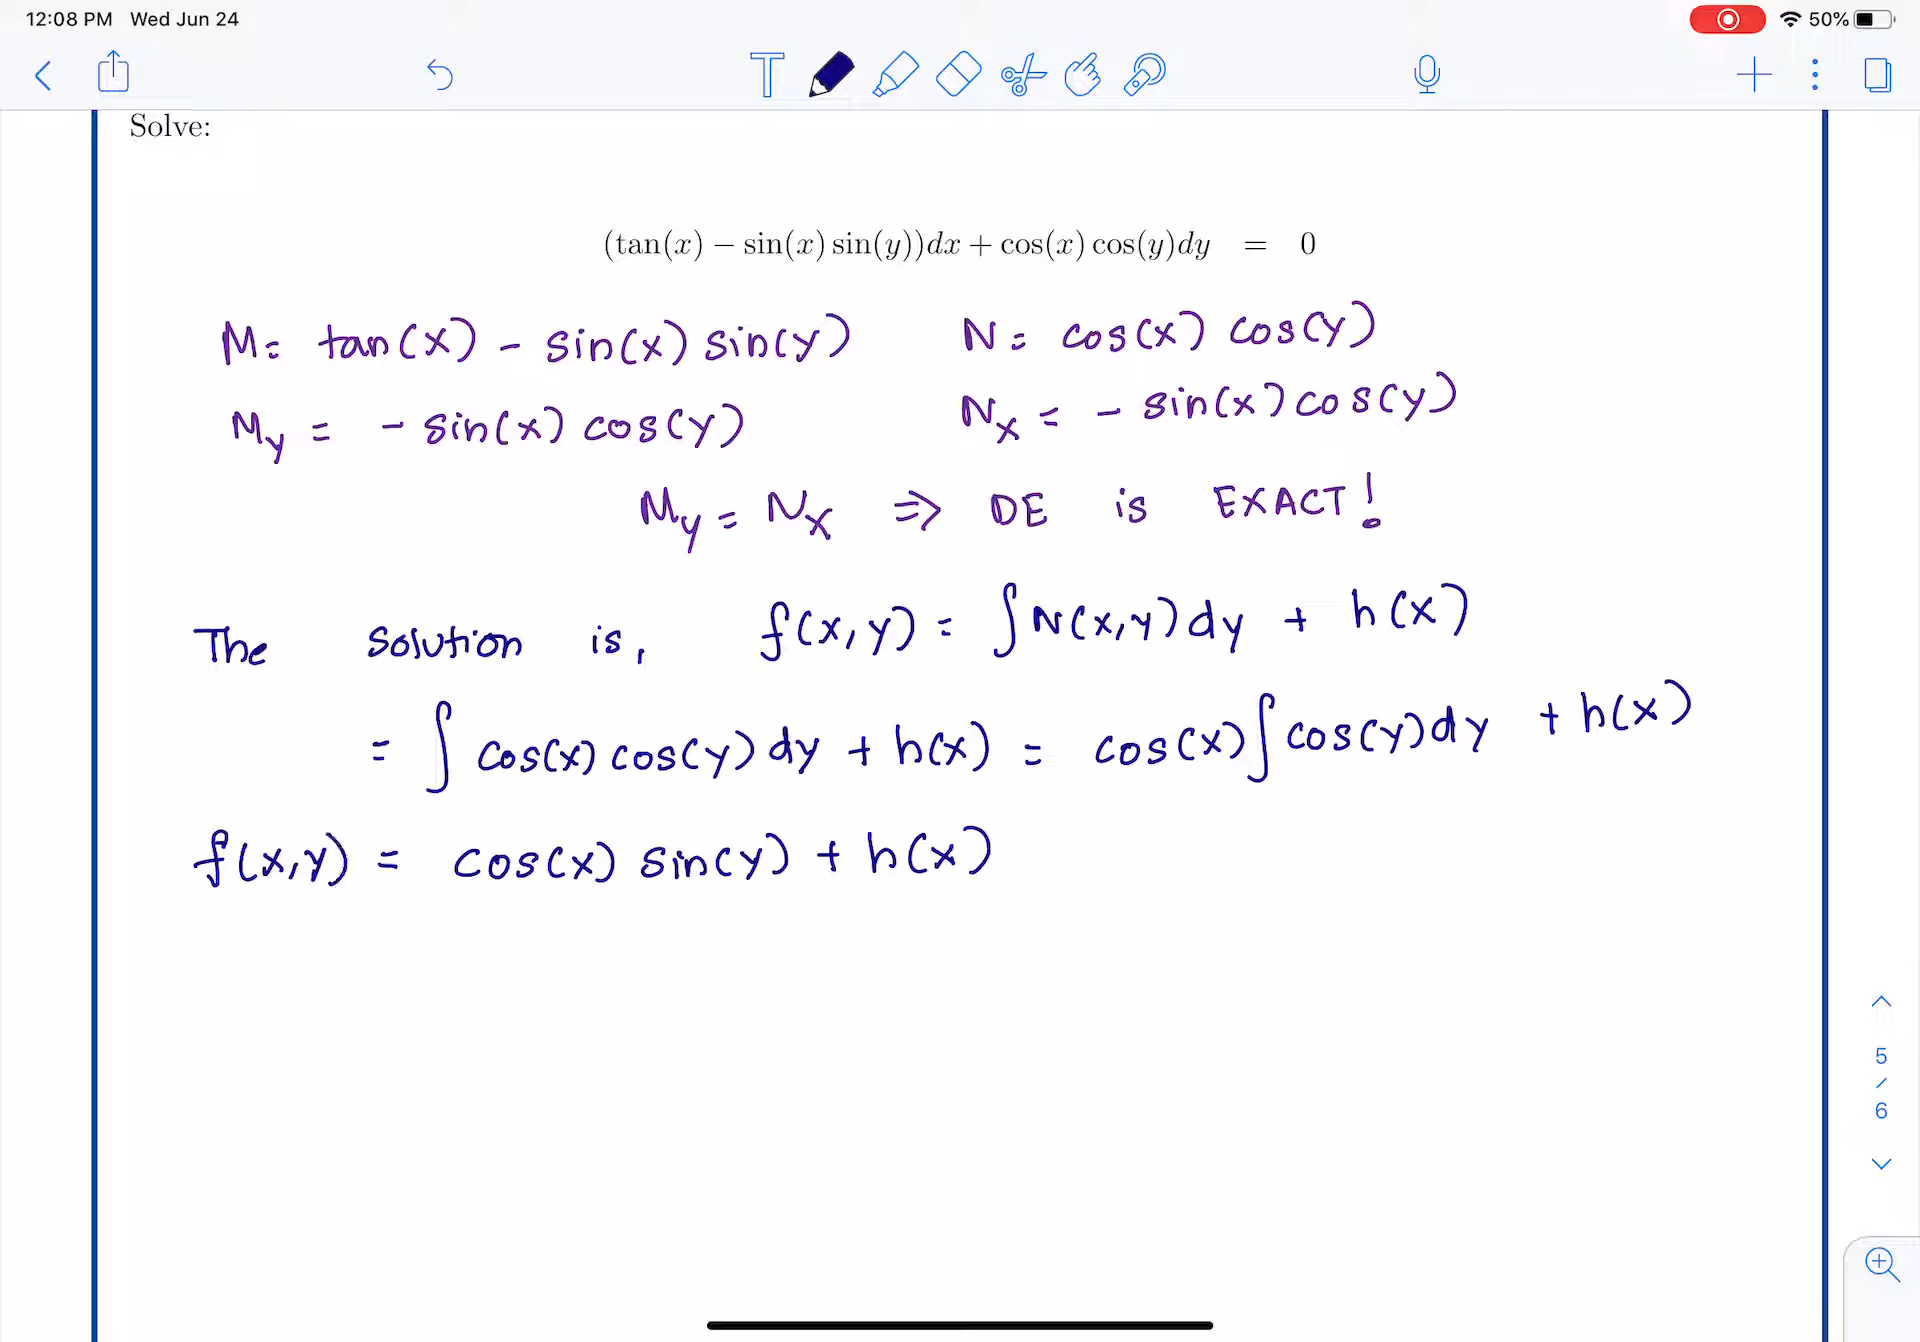 12:08 PM Wed Jun 24
50%
T
Solve:
(tan(x) − sin(x) sin(y))dx + cos(x) cos(y)dy = 0
M = tan(x) - sin(x) sin(y) N = cos(x) cos(y)
My = - sin(x) cos(y) Nx = - sin(x) cos(y)
My = Nx ⇒ DE is EXACT!
The solution is, f(x,y) = ∫N(x,y)dy + h(x)
= ∫ cos(x) cos(y) dy + h(x) = cos(x)∫cos(y)dy + h(x)
f(x,y) = cos(x) sin(y) + h(x)
5
/
6